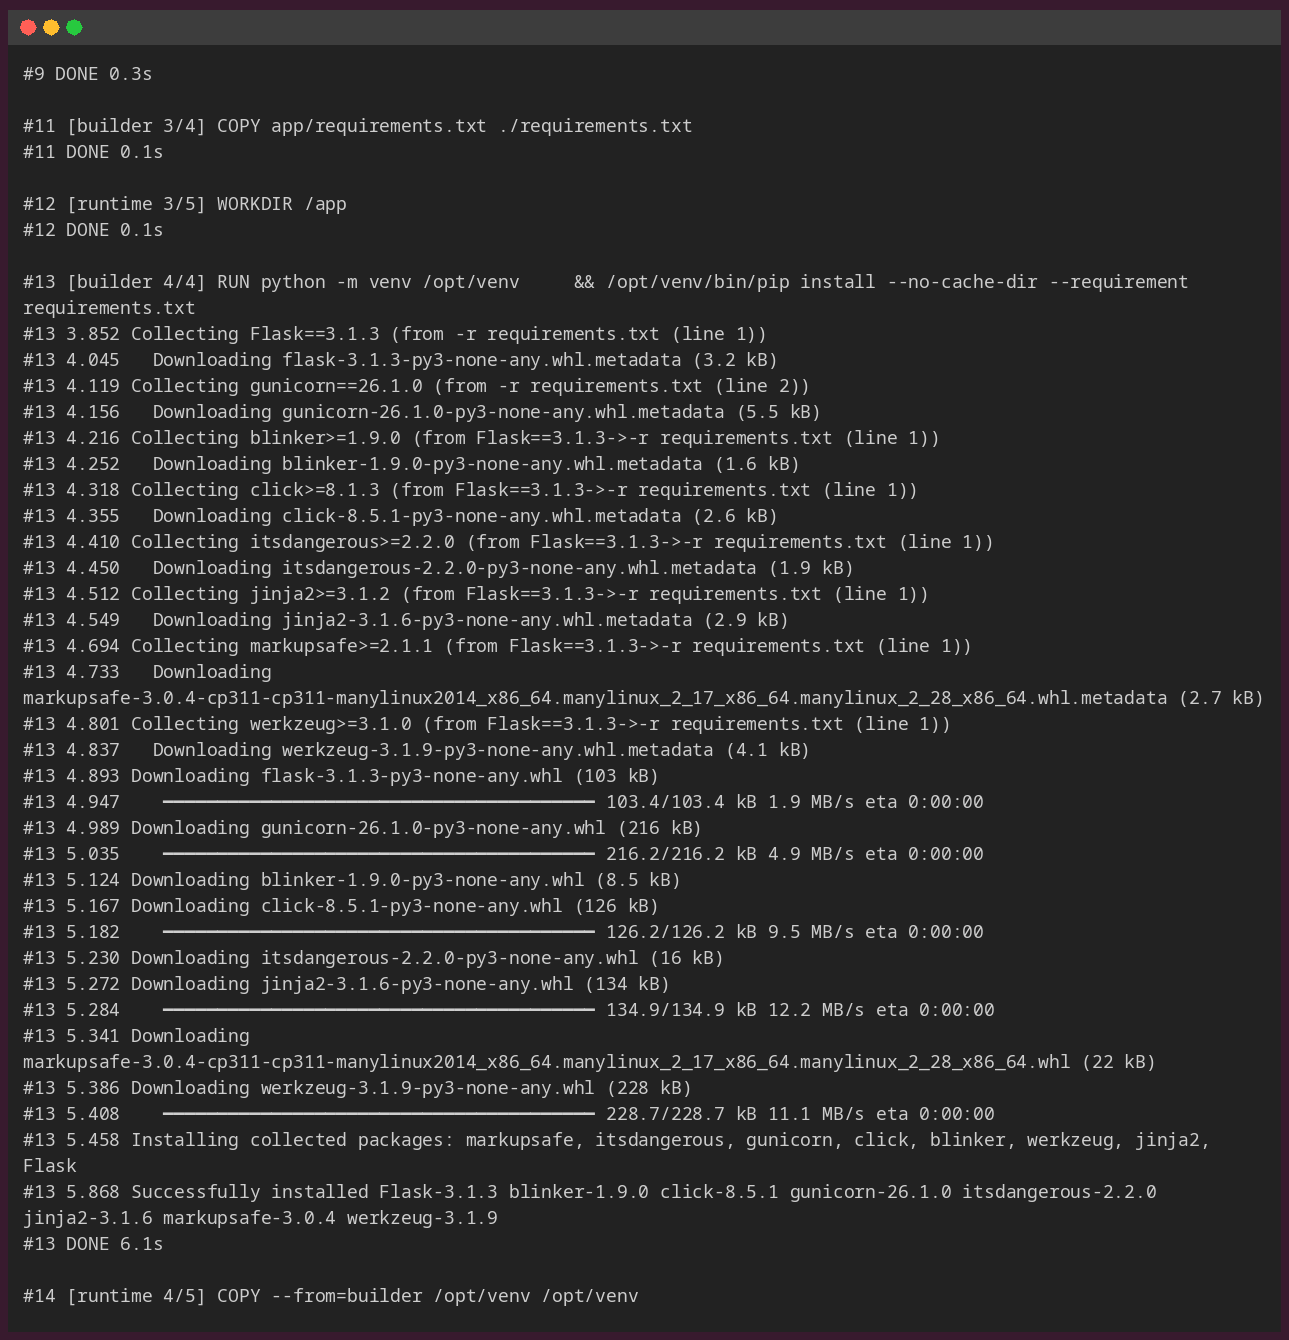 #9 DONE 0.3s

#11 [builder 3/4] COPY app/requirements.txt ./requirements.txt
#11 DONE 0.1s

#12 [runtime 3/5] WORKDIR /app
#12 DONE 0.1s

#13 [builder 4/4] RUN python -m venv /opt/venv     && /opt/venv/bin/pip install --no-cache-dir --requirement
requirements.txt
#13 3.852 Collecting Flask==3.1.3 (from -r requirements.txt (line 1))
#13 4.045   Downloading flask-3.1.3-py3-none-any.whl.metadata (3.2 kB)
#13 4.119 Collecting gunicorn==26.1.0 (from -r requirements.txt (line 2))
#13 4.156   Downloading gunicorn-26.1.0-py3-none-any.whl.metadata (5.5 kB)
#13 4.216 Collecting blinker>=1.9.0 (from Flask==3.1.3->-r requirements.txt (line 1))
#13 4.252   Downloading blinker-1.9.0-py3-none-any.whl.metadata (1.6 kB)
#13 4.318 Collecting click>=8.1.3 (from Flask==3.1.3->-r requirements.txt (line 1))
#13 4.355   Downloading click-8.5.1-py3-none-any.whl.metadata (2.6 kB)
#13 4.410 Collecting itsdangerous>=2.2.0 (from Flask==3.1.3->-r requirements.txt (line 1))
#13 4.450   Downloading itsdangerous-2.2.0-py3-none-any.whl.metadata (1.9 kB)
#13 4.512 Collecting jinja2>=3.1.2 (from Flask==3.1.3->-r requirements.txt (line 1))
#13 4.549   Downloading jinja2-3.1.6-py3-none-any.whl.metadata (2.9 kB)
#13 4.694 Collecting markupsafe>=2.1.1 (from Flask==3.1.3->-r requirements.txt (line 1))
#13 4.733   Downloading
markupsafe-3.0.4-cp311-cp311-manylinux2014_x86_64.manylinux_2_17_x86_64.manylinux_2_28_x86_64.whl.metadata (2.7 kB)
#13 4.801 Collecting werkzeug>=3.1.0 (from Flask==3.1.3->-r requirements.txt (line 1))
#13 4.837   Downloading werkzeug-3.1.9-py3-none-any.whl.metadata (4.1 kB)
#13 4.893 Downloading flask-3.1.3-py3-none-any.whl (103 kB)
#13 4.947    ━━━━━━━━━━━━━━━━━━━━━━━━━━━━━━━━━━━━━━━━ 103.4/103.4 kB 1.9 MB/s eta 0:00:00
#13 4.989 Downloading gunicorn-26.1.0-py3-none-any.whl (216 kB)
#13 5.035    ━━━━━━━━━━━━━━━━━━━━━━━━━━━━━━━━━━━━━━━━ 216.2/216.2 kB 4.9 MB/s eta 0:00:00
#13 5.124 Downloading blinker-1.9.0-py3-none-any.whl (8.5 kB)
#13 5.167 Downloading click-8.5.1-py3-none-any.whl (126 kB)
#13 5.182    ━━━━━━━━━━━━━━━━━━━━━━━━━━━━━━━━━━━━━━━━ 126.2/126.2 kB 9.5 MB/s eta 0:00:00
#13 5.230 Downloading itsdangerous-2.2.0-py3-none-any.whl (16 kB)
#13 5.272 Downloading jinja2-3.1.6-py3-none-any.whl (134 kB)
#13 5.284    ━━━━━━━━━━━━━━━━━━━━━━━━━━━━━━━━━━━━━━━━ 134.9/134.9 kB 12.2 MB/s eta 0:00:00
#13 5.341 Downloading
markupsafe-3.0.4-cp311-cp311-manylinux2014_x86_64.manylinux_2_17_x86_64.manylinux_2_28_x86_64.whl (22 kB)
#13 5.386 Downloading werkzeug-3.1.9-py3-none-any.whl (228 kB)
#13 5.408    ━━━━━━━━━━━━━━━━━━━━━━━━━━━━━━━━━━━━━━━━ 228.7/228.7 kB 11.1 MB/s eta 0:00:00
#13 5.458 Installing collected packages: markupsafe, itsdangerous, gunicorn, click, blinker, werkzeug, jinja2,
Flask
#13 5.868 Successfully installed Flask-3.1.3 blinker-1.9.0 click-8.5.1 gunicorn-26.1.0 itsdangerous-2.2.0
jinja2-3.1.6 markupsafe-3.0.4 werkzeug-3.1.9
#13 DONE 6.1s

#14 [runtime 4/5] COPY --from=builder /opt/venv /opt/venv